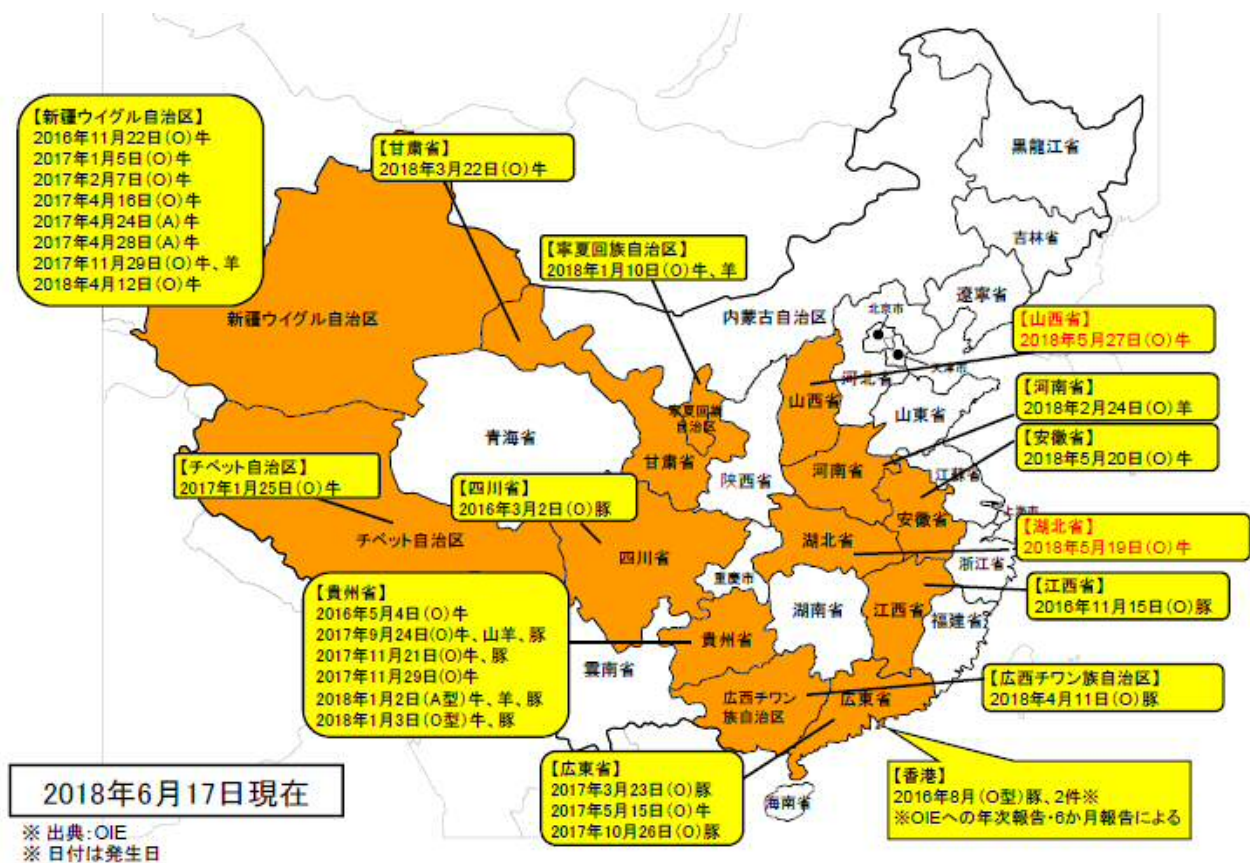 【新疆ウイグル自治区】
2016年11月22日(O)牛
2017年1月5日(O)牛
2017年2月7日(O)牛
2017年4月16日(O)牛
2017年4月24日(A)牛
2017年4月28日(A)牛
2017年11月29日(O)牛、羊
2018年4月12日(O)牛
【甘粛省】
2018年3月22日(O)牛
【寧夏回族自治区】
2018年1月10日(O)牛、羊
黒龍江省
吉林省
遼寧省
北京市
内蒙古自治区
新疆ウイグル自治区
【山西省】
2018年5月27日(O)牛
天津市
河北省
山西省
山東省
【河南省】
2018年2月24日(O)羊
寧夏回族
自治区
青海省
甘粛省
陝西省
河南省
【安徽省】
2018年5月20日(O)牛
江蘇省
上海市
安徽省
【チベット自治区】
2017年1月25日(O)牛
【四川省】
2016年3月2日(O)豚
チベット自治区
四川省
湖北省
【湖北省】
2018年5月19日(O)牛
浙江省
重慶市
【江西省】
2016年11月15日(O)豚
【貴州省】
2016年5月4日(O)牛
2017年9月24日(O)牛、山羊、豚
2017年11月21日(O)牛、豚
2017年11月29日(O)牛
2018年1月2日(A型)牛、羊、豚
2018年1月3日(O型)牛、豚
湖南省
江西省
福建省
貴州省
雲南省
【広西チワン族自治区】
2018年4月11日(O)豚
広西チワン
族自治区
広東省
【広東省】
2017年3月23日(O)豚
2017年5月15日(O)牛
2017年10月26日(O)豚
海南省
【香港】
2016年8月(O型)豚、2件※
※OIEへの年次報告・6か月報告による
2018年6月17日現在
※ 出典:OIE
※ 日付は発生日